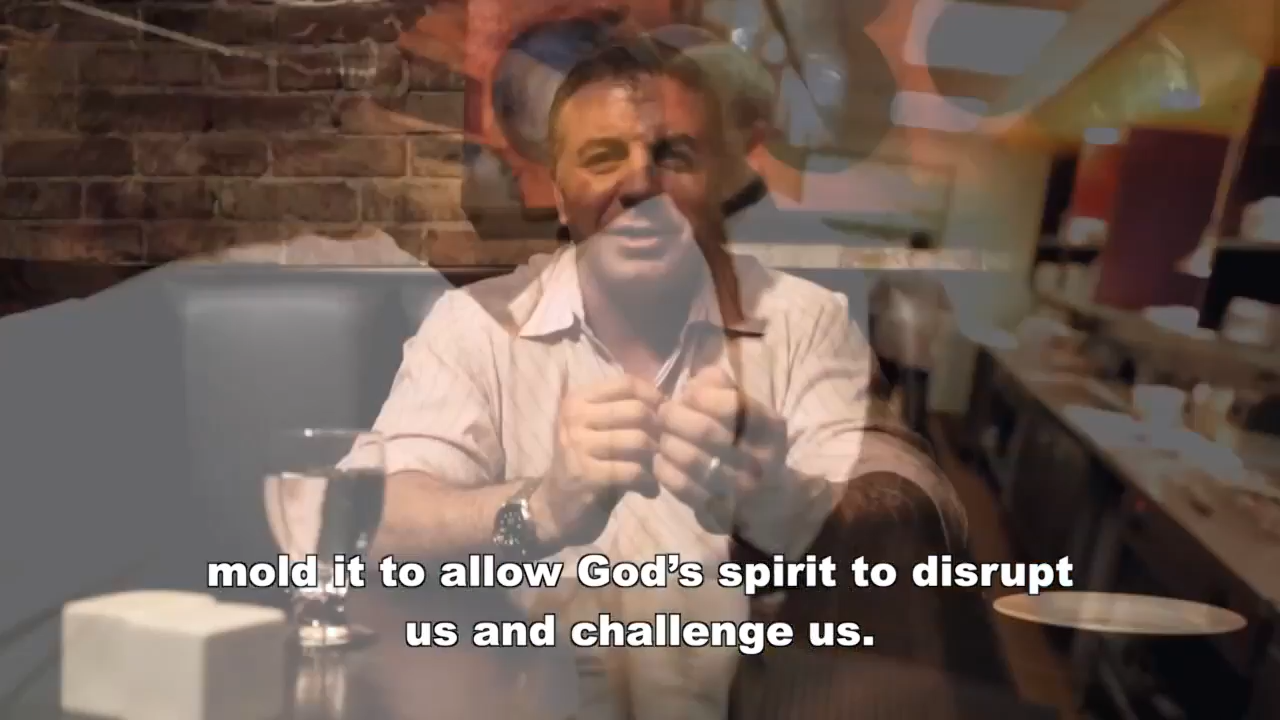 mold it to allow God’s spirit to disrupt
us and challenge us.